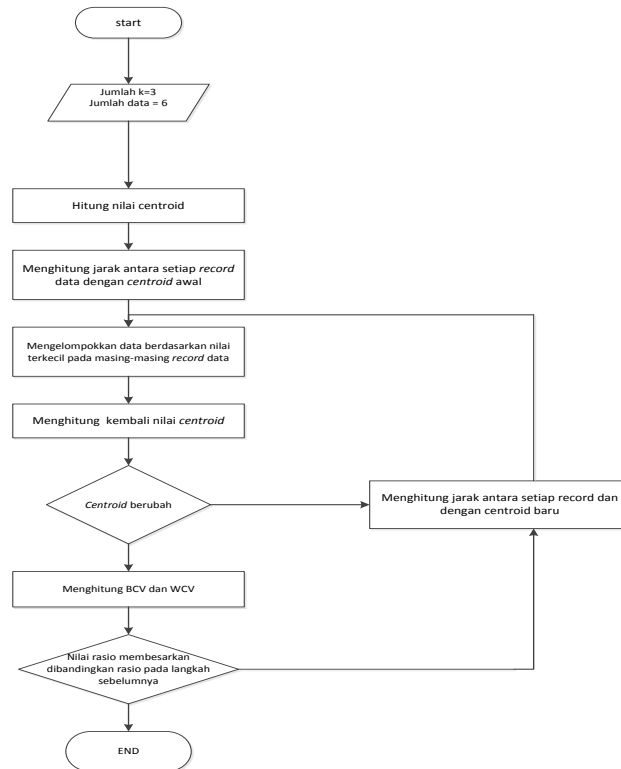 start
Jumlah k=3
Jumlah data = 6
Hitung nilai centroid
Menghitung jarak antara setiap record
data dengan centroid awal
Mengelompokkan data berdasarkan nilai
terkecil pada masing-masing record data
Menghitung kembali nilai centroid
Centroid berubah
Menghitung jarak antara setiap record dan
dengan centroid baru
Menghitung BCV dan WCV
Nilai rasio membesarkan
dibandingkan rasio pada langkah
sebelumnya
END